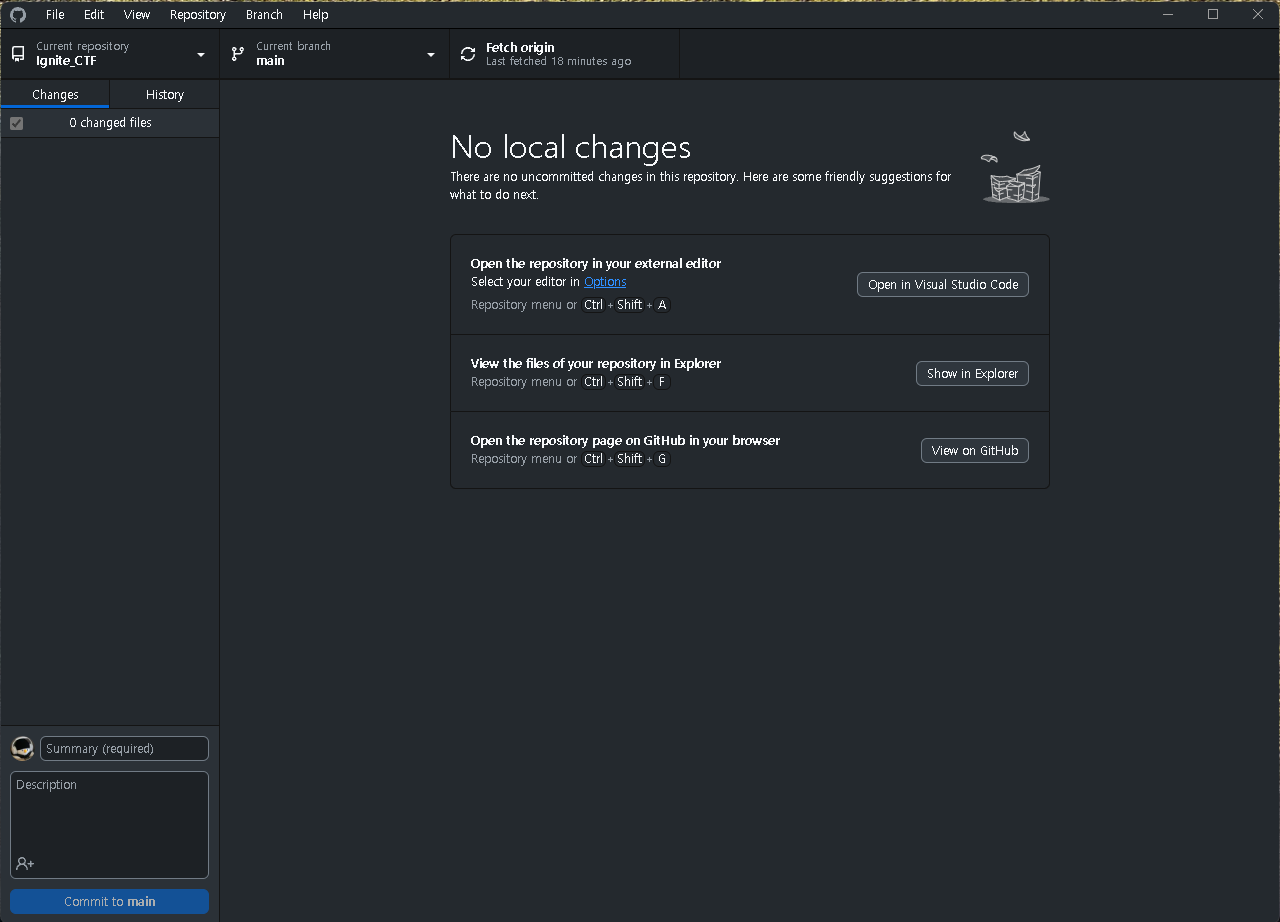 File Edit View Repository Branch Help
Current repository
Ignite_CTF
Current branch
main
Fetch origin
Last fetched 18 minutes ago
Changes
History
0 changed files
No local changes
There are no uncommitted changes in this repository. Here are some friendly suggestions for
what to do next.
Open the repository in your external editor
Select your editor in Options
Repository menu or Ctrl + Shift + A
Open in Visual Studio Code
View the files of your repository in Explorer
Repository menu or Ctrl + Shift + F
Show in Explorer
Open the repository page on GitHub in your browser
Repository menu or Ctrl + Shift + G
View on GitHub
Summary (required)
Description
Commit to main